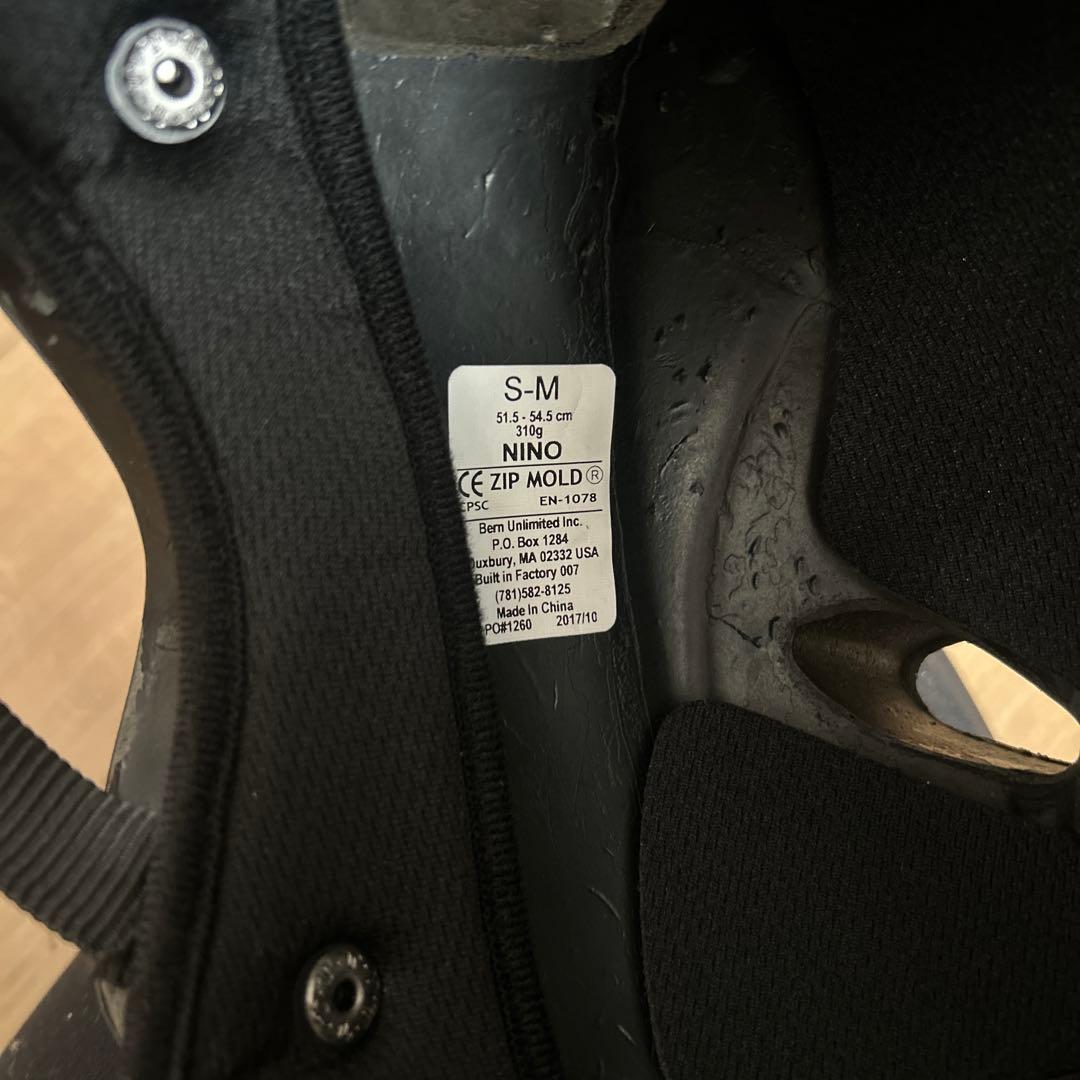 S-M
51.5 - 54.5 cm
310g
NINO
CE ZIP MOLD®
CPSC EN-1078
Bern Unlimited Inc.
P.O. Box 1284
uxbury, MA 02332 USA
Built in Factory 007
(781)582-8125
Made In China
PO#1260 2017/10